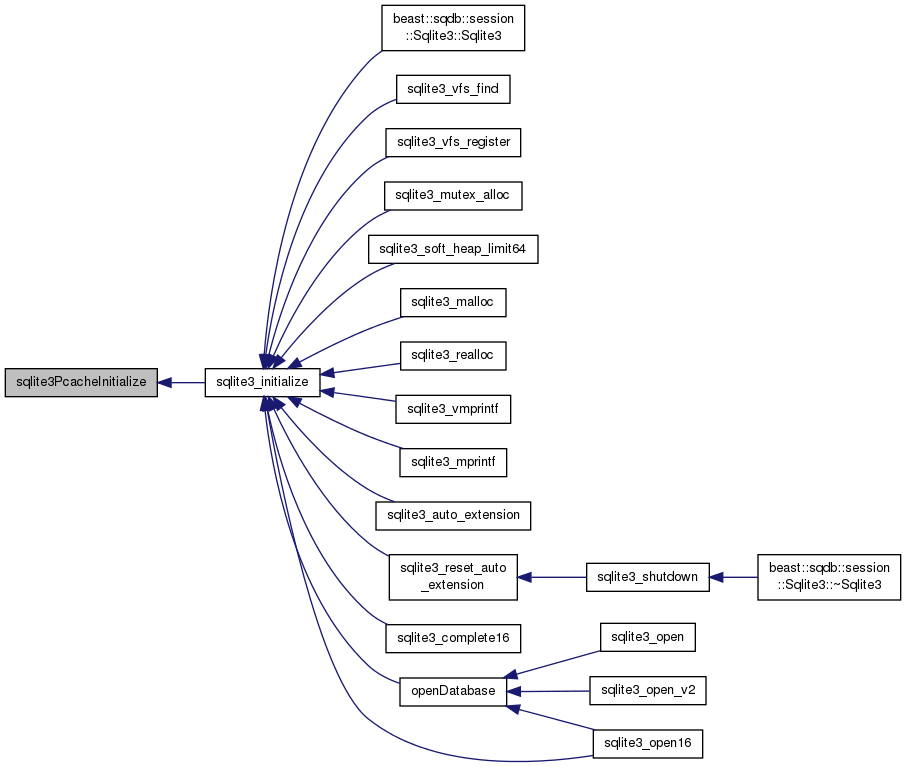 beast::sqdb::session
::Sqlite3::Sqlite3
sqlite3_vfs_find
sqlite3_vfs_register
sqlite3_mutex_alloc
sqlite3_soft_heap_limit64
sqlite3_malloc
sqlite3_realloc
sqlite3PcacheInitialize
sqlite3_initialize
sqlite3_vmprintf
sqlite3_mprintf
sqlite3_auto_extension
sqlite3_reset_auto
_extension
sqlite3_shutdown
beast::sqdb::session
::Sqlite3::~Sqlite3
sqlite3_complete16
sqlite3_open
openDatabase
sqlite3_open_v2
sqlite3_open16